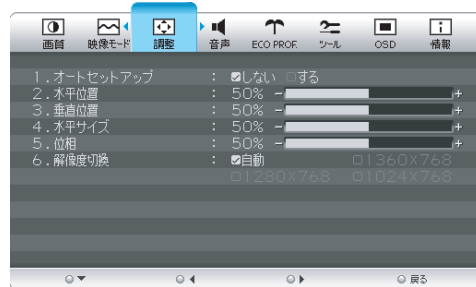 画質 映像モード 調整 音声 ECO PROF. ツール OSD 情報
1.オートセットアップ : ☑しない □する
2.水平位置 : 50% − +
3.垂直位置 : 50% − +
4.水平サイズ : 50% − +
5.位相 : 50% − +
6.解像度切換 : ☑自動 □1360X768
□1280X768 □1024X768
○▼ ○◀ ○▶ ○戻る